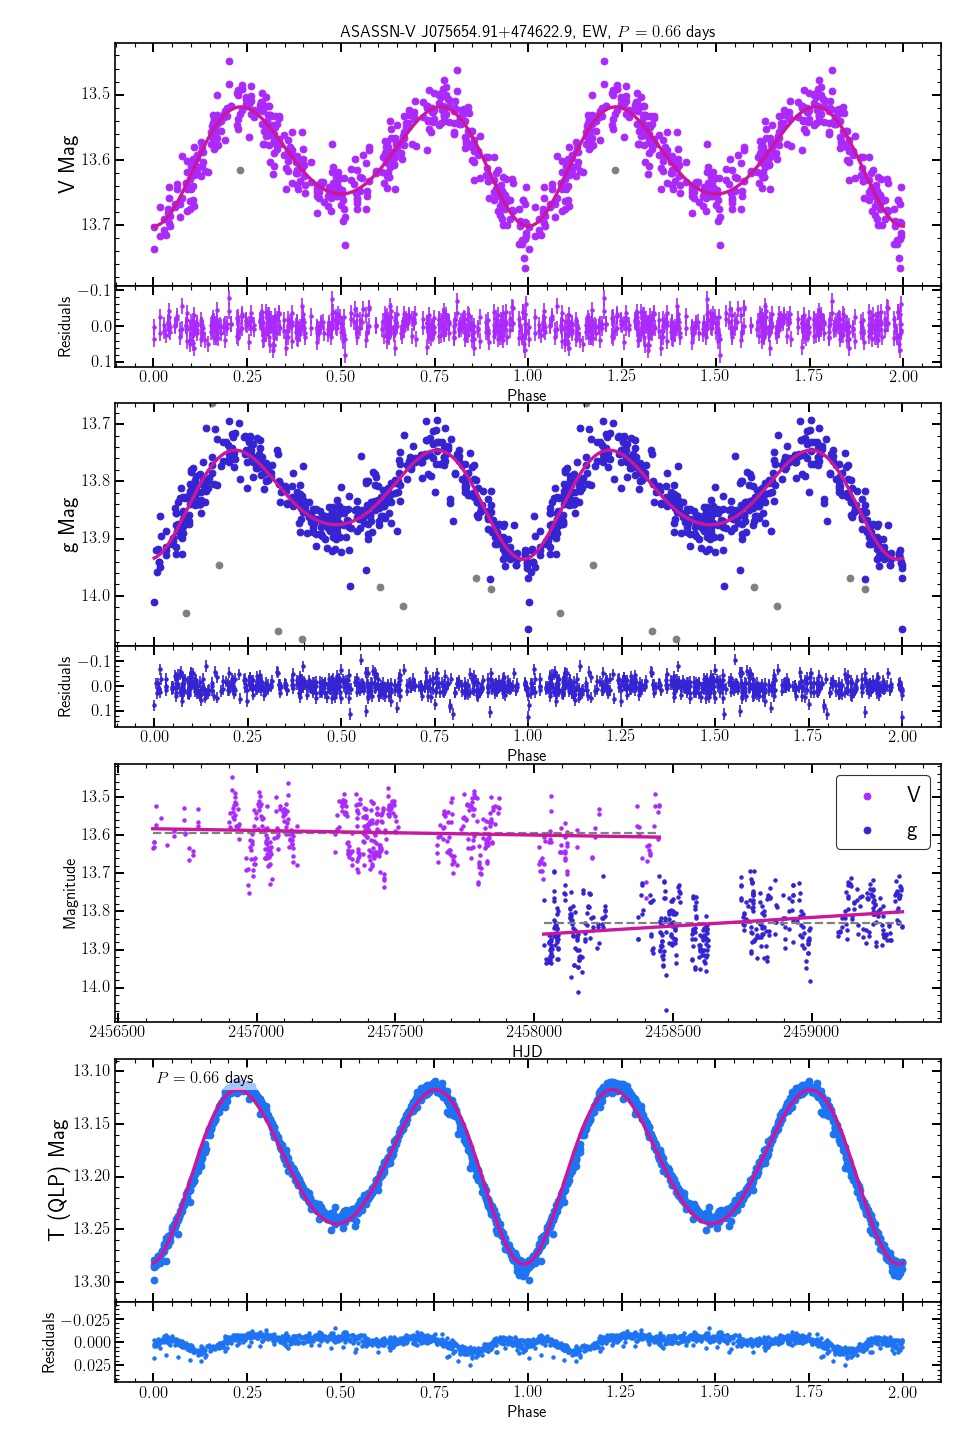 ASASSN-V J075654.91+474622.9, EW, P = 0.66 days
V Mag
13.5
13.6
13.7
Residuals
−0.1
0.0
0.1
0.00 0.25 0.50 0.75 1.00 1.25 1.50 1.75 2.00
Phase
g Mag
13.7
13.8
13.9
14.0
Residuals
−0.1
0.0
0.1
0.00 0.25 0.50 0.75 1.00 1.25 1.50 1.75 2.00
Phase
Magnitude
13.5
13.6
13.7
13.8
13.9
14.0
V
g
2456500 2457000 2457500 2458000 2458500 2459000
HJD
T (QLP) Mag
P = 0.66 days
13.10
13.15
13.20
13.25
13.30
Residuals
−0.025
0.000
0.025
0.00 0.25 0.50 0.75 1.00 1.25 1.50 1.75 2.00
Phase